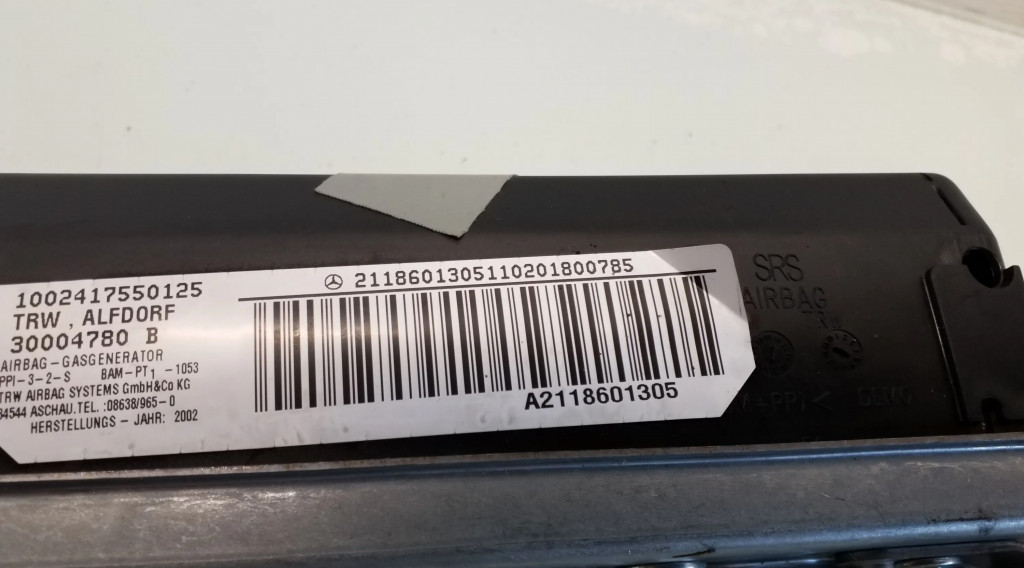 1002417550125
TRW , ALFDORF
30004780 B
AIRBAG - GASGENERATOR
PPI-3-2-S BAM-PT1 -1053
TRW AIRBAG SYSTEMS GmbH&Co KG
84544 ASCHAU.TEL.:08638/965-0
HERSTELLUNGS - JAHR: 2002
2118601305110201800785
A2118601305
SRS
AIRBAG